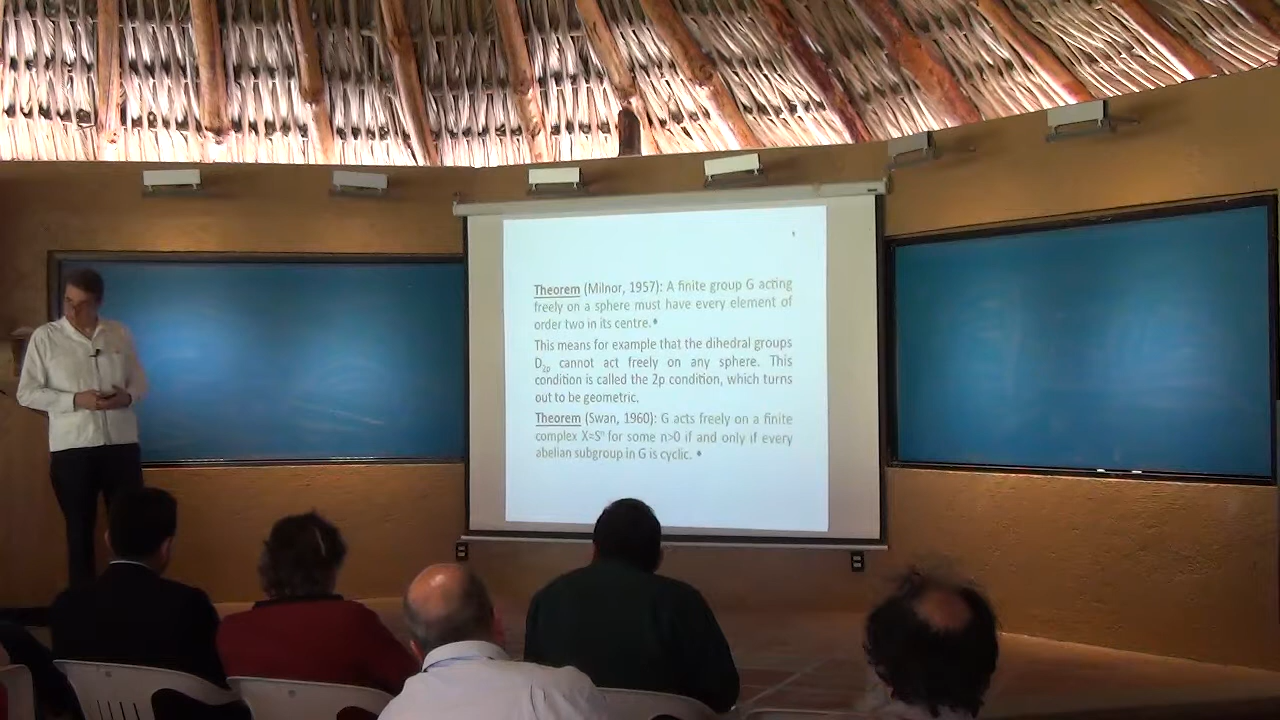 Theorem (Milnor, 1957): A finite group G acting
freely on a sphere must have every element of
order two in its centre.•
This means for example that the dihedral groups
D2p cannot act freely on any sphere. This
condition is called the 2p condition, which turns
out to be geometric.
Theorem (Swan, 1960): G acts freely on a finite
complex X≃Sⁿ for some n>0 if and only if every
abelian subgroup in G is cyclic. •